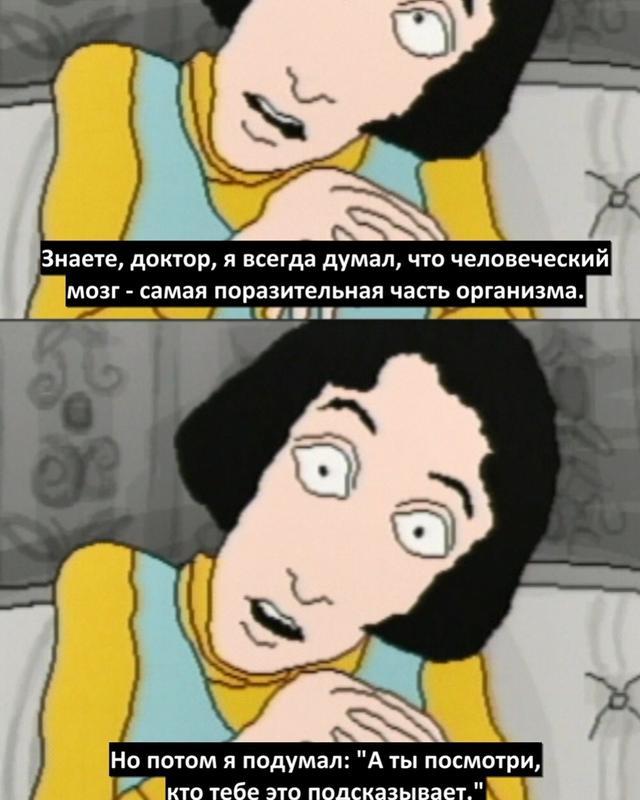 Знаете, доктор, я всегда думал, что человеческий
мозг - самая поразительная часть организма.
Но потом я подумал: "А ты посмотри,
кто тебе это подсказывает."